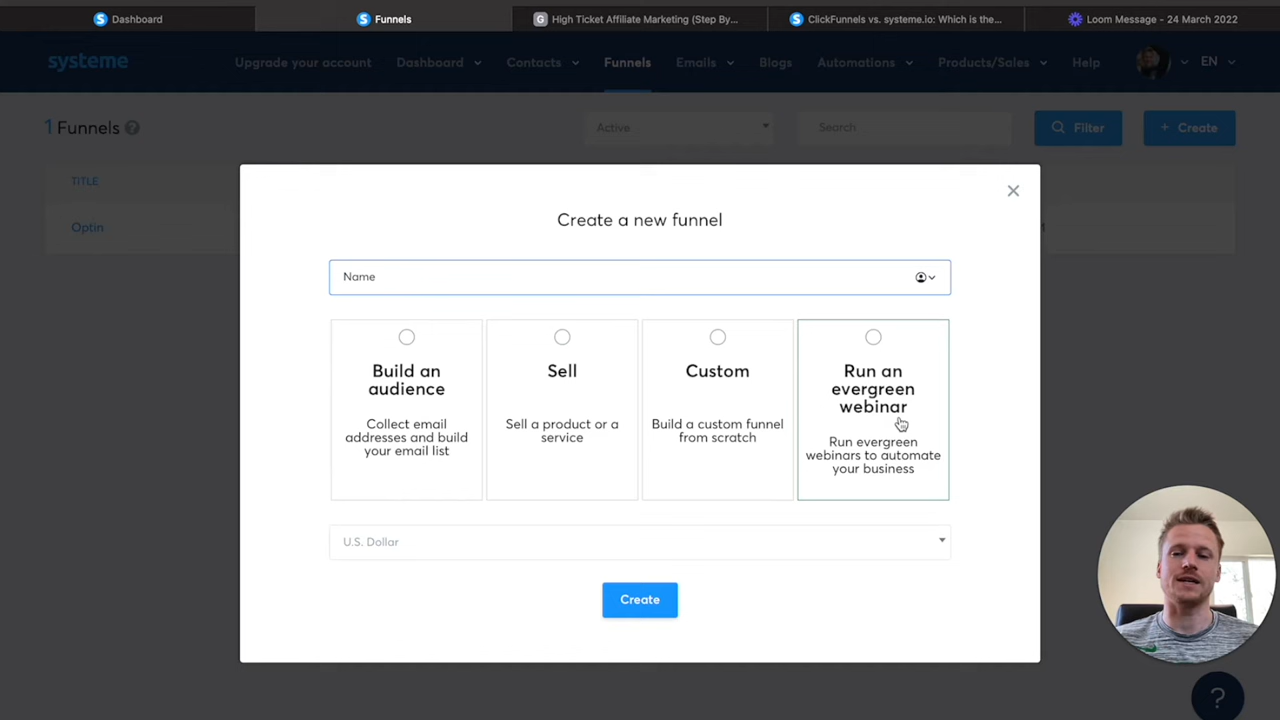 Dashboard
Funnels
High Ticket Affiliate Marketing (Step By...
ClickFunnels vs. systeme.io: Which is the...
Loom Message - 24 March 2022
systeme
Upgrade your account
Dashboard
Contacts
Funnels
Emails
Blogs
Automations
Products/Sales
Help
EN
1 Funnels ?
Active
Search
Filter
+ Create
TITLE
Optin
Create a new funnel
Name
Build an
audience
Collect email
addresses and build
your email list
Sell
Sell a product or a
service
Custom
Build a custom funnel
from scratch
Run an
evergreen
webinar
Run evergreen
webinars to automate
your business
U.S. Dollar
Create
?